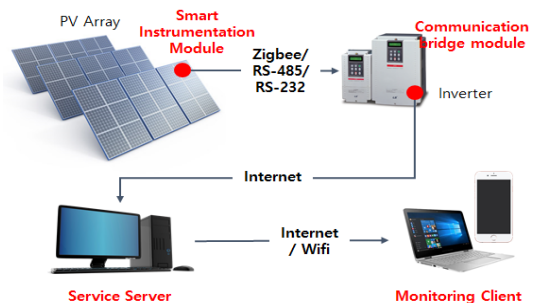 PV Array
Smart
Instrumentation
Module
Zigbee/
RS-485/
RS-232
Communication
bridge module
Inverter
Internet
Internet
/ Wifi
Service Server
Monitoring Client